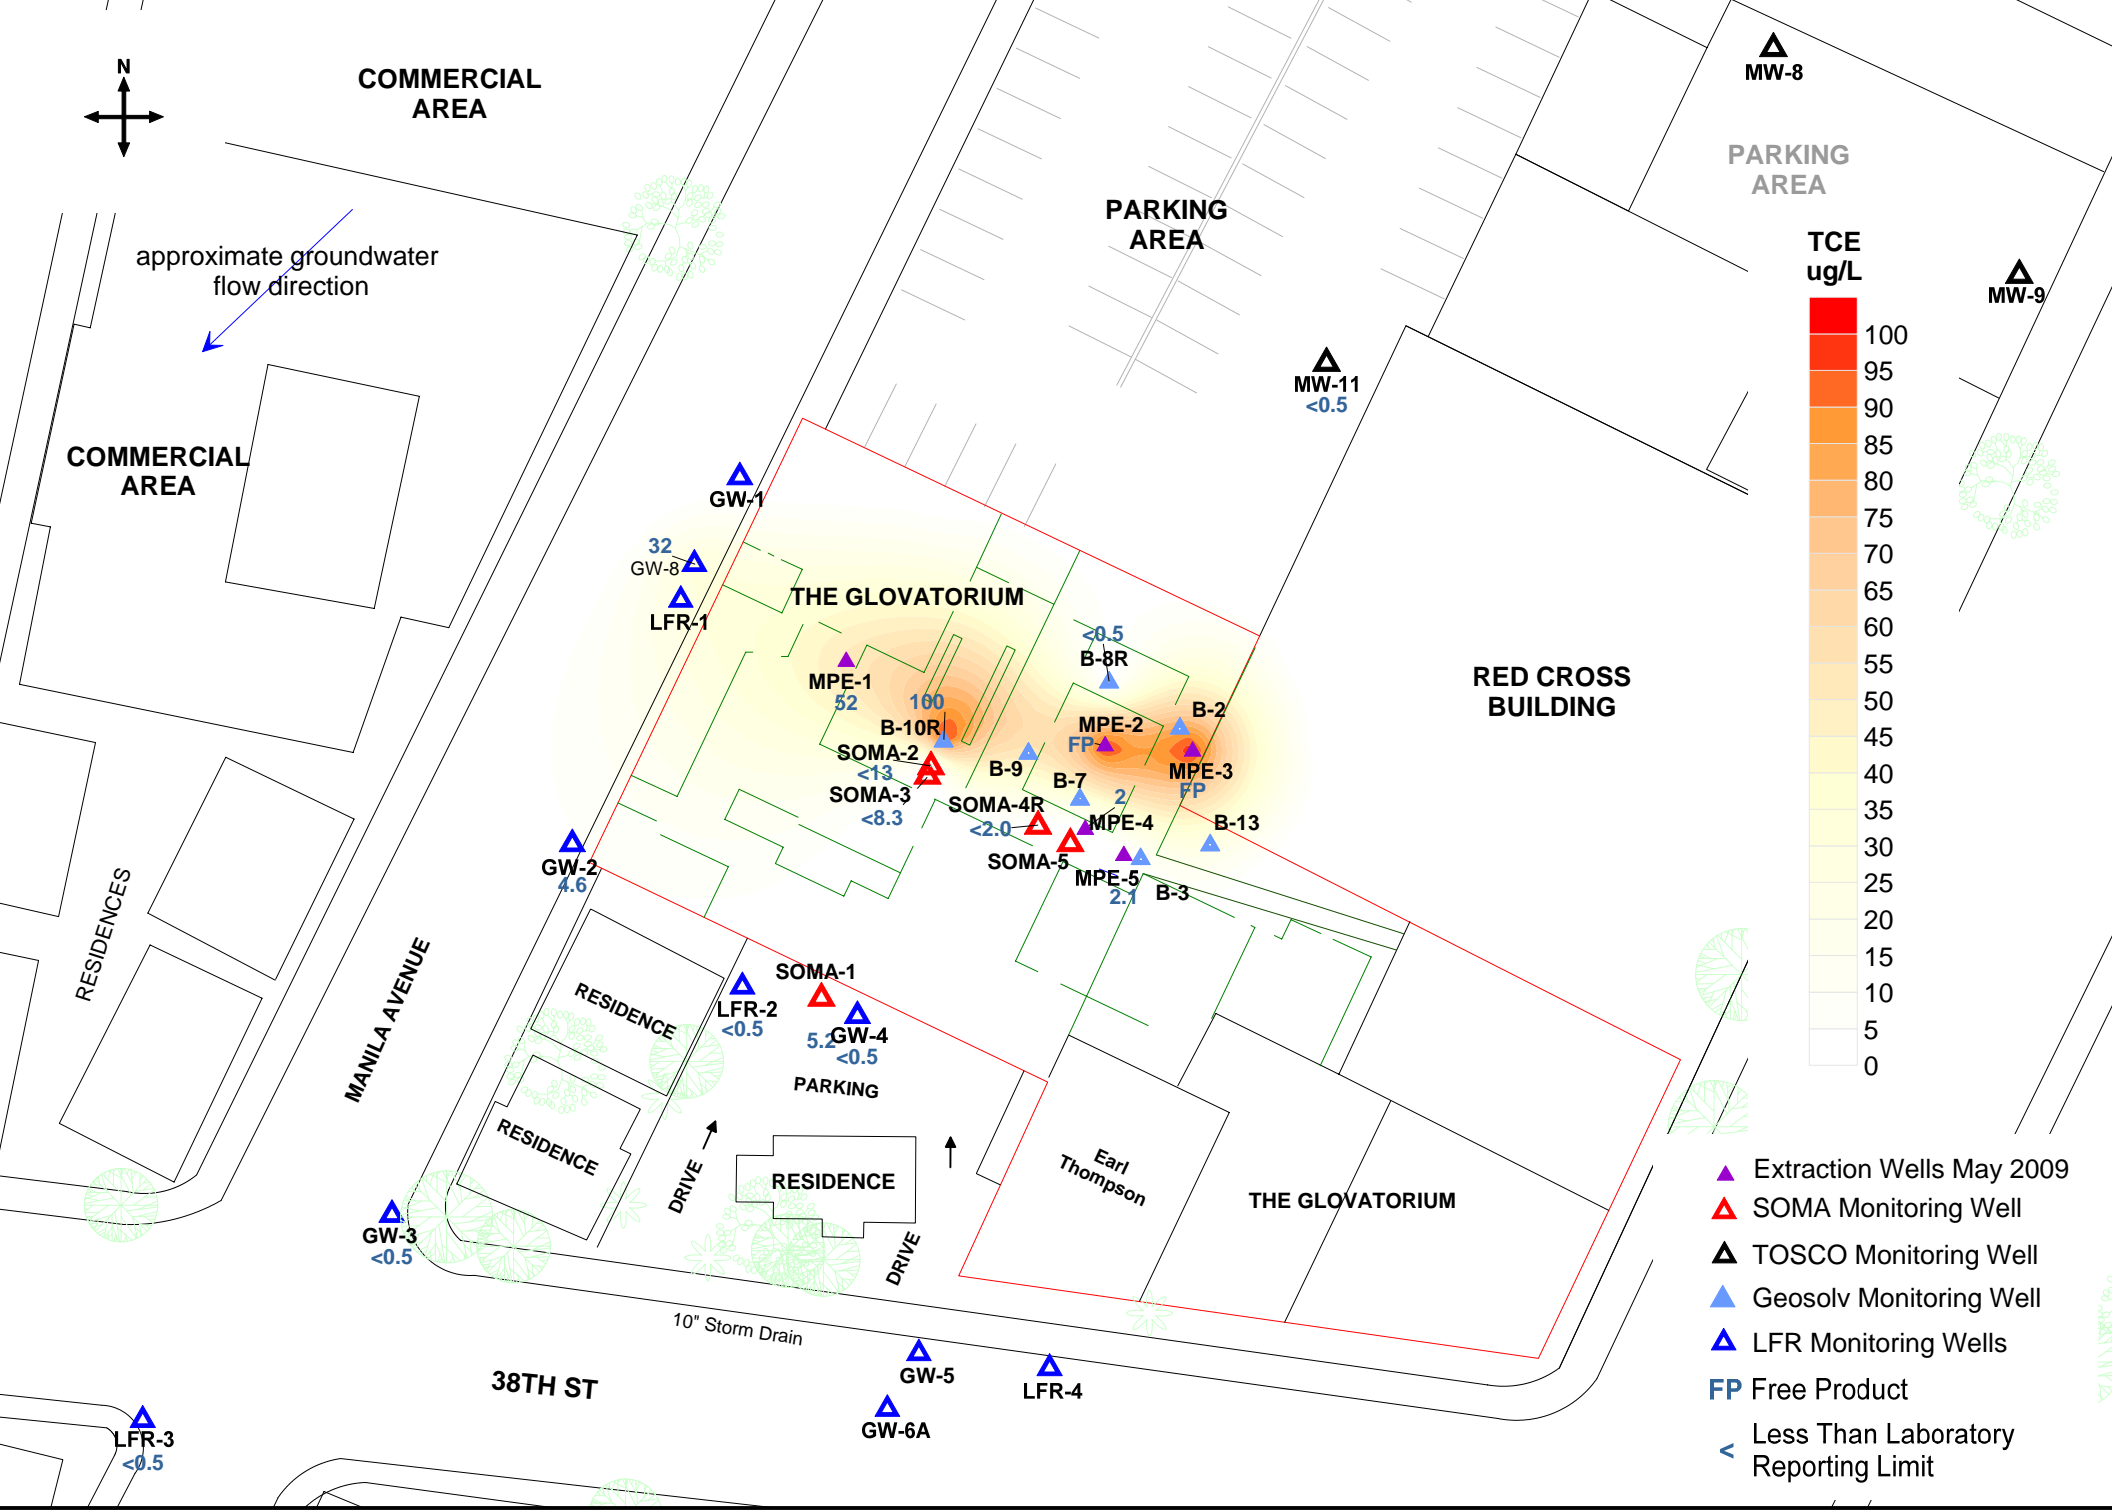 N
COMMERCIAL
AREA
MW-8
PARKING
AREA
PARKING
AREA
approximate groundwater
flow direction
TCE
ug/L
MW-9
100
95
90
85
80
75
70
65
60
55
50
45
40
35
30
25
20
15
10
5
0
MW-11
<0.5
COMMERCIAL
AREA
GW-1
32
GW-8
LFR-1
THE GLOVATORIUM
<0.5
B-8R
MPE-1
52
100
B-10R
RED CROSS
BUILDING
B-2
MPE-2
FP
SOMA-2
<13
SOMA-3
<8.3
B-9
MPE-3
FP
B-7
2
SOMA-4R
<2.0
MPE-4
B-13
SOMA-5
MPE-5
2.1
B-3
GW-2
4.6
RESIDENCES
MANILA AVENUE
RESIDENCE
LFR-2
<0.5
SOMA-1
5.2
GW-4
<0.5
PARKING
RESIDENCE
DRIVE
RESIDENCE
DRIVE
Earl
Thompson
THE GLOVATORIUM
GW-3
<0.5
10" Storm Drain
38TH ST
GW-5
GW-6A
LFR-4
LFR-3
<0.5
Extraction Wells May 2009
SOMA Monitoring Well
TOSCO Monitoring Well
Geosolv Monitoring Well
LFR Monitoring Wells
FP Free Product
< Less Than Laboratory
Reporting Limit